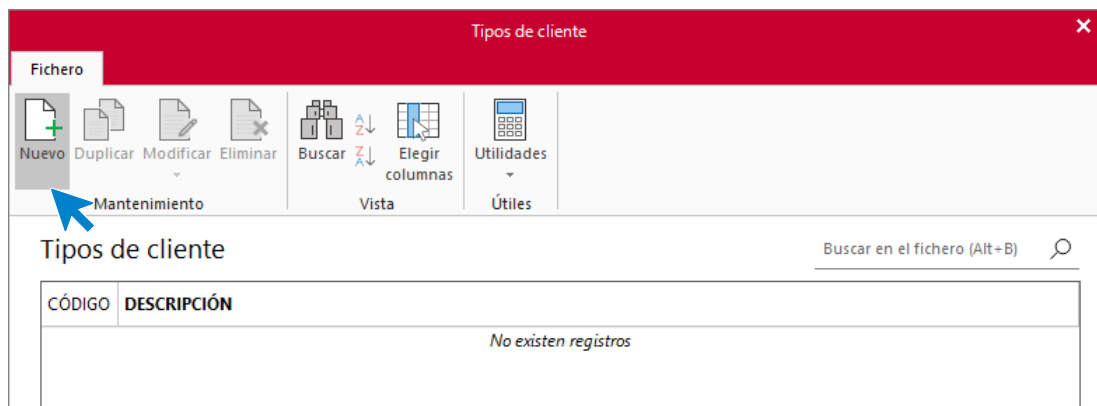 Tipos de cliente
Fichero
Nuevo Duplicar Modificar Eliminar Buscar A Z Z A Elegir columnas Utilidades
Mantenimiento Vista Útiles
Tipos de cliente
Buscar en el fichero (Alt+B)
CÓDIGO DESCRIPCIÓN
No existen registros